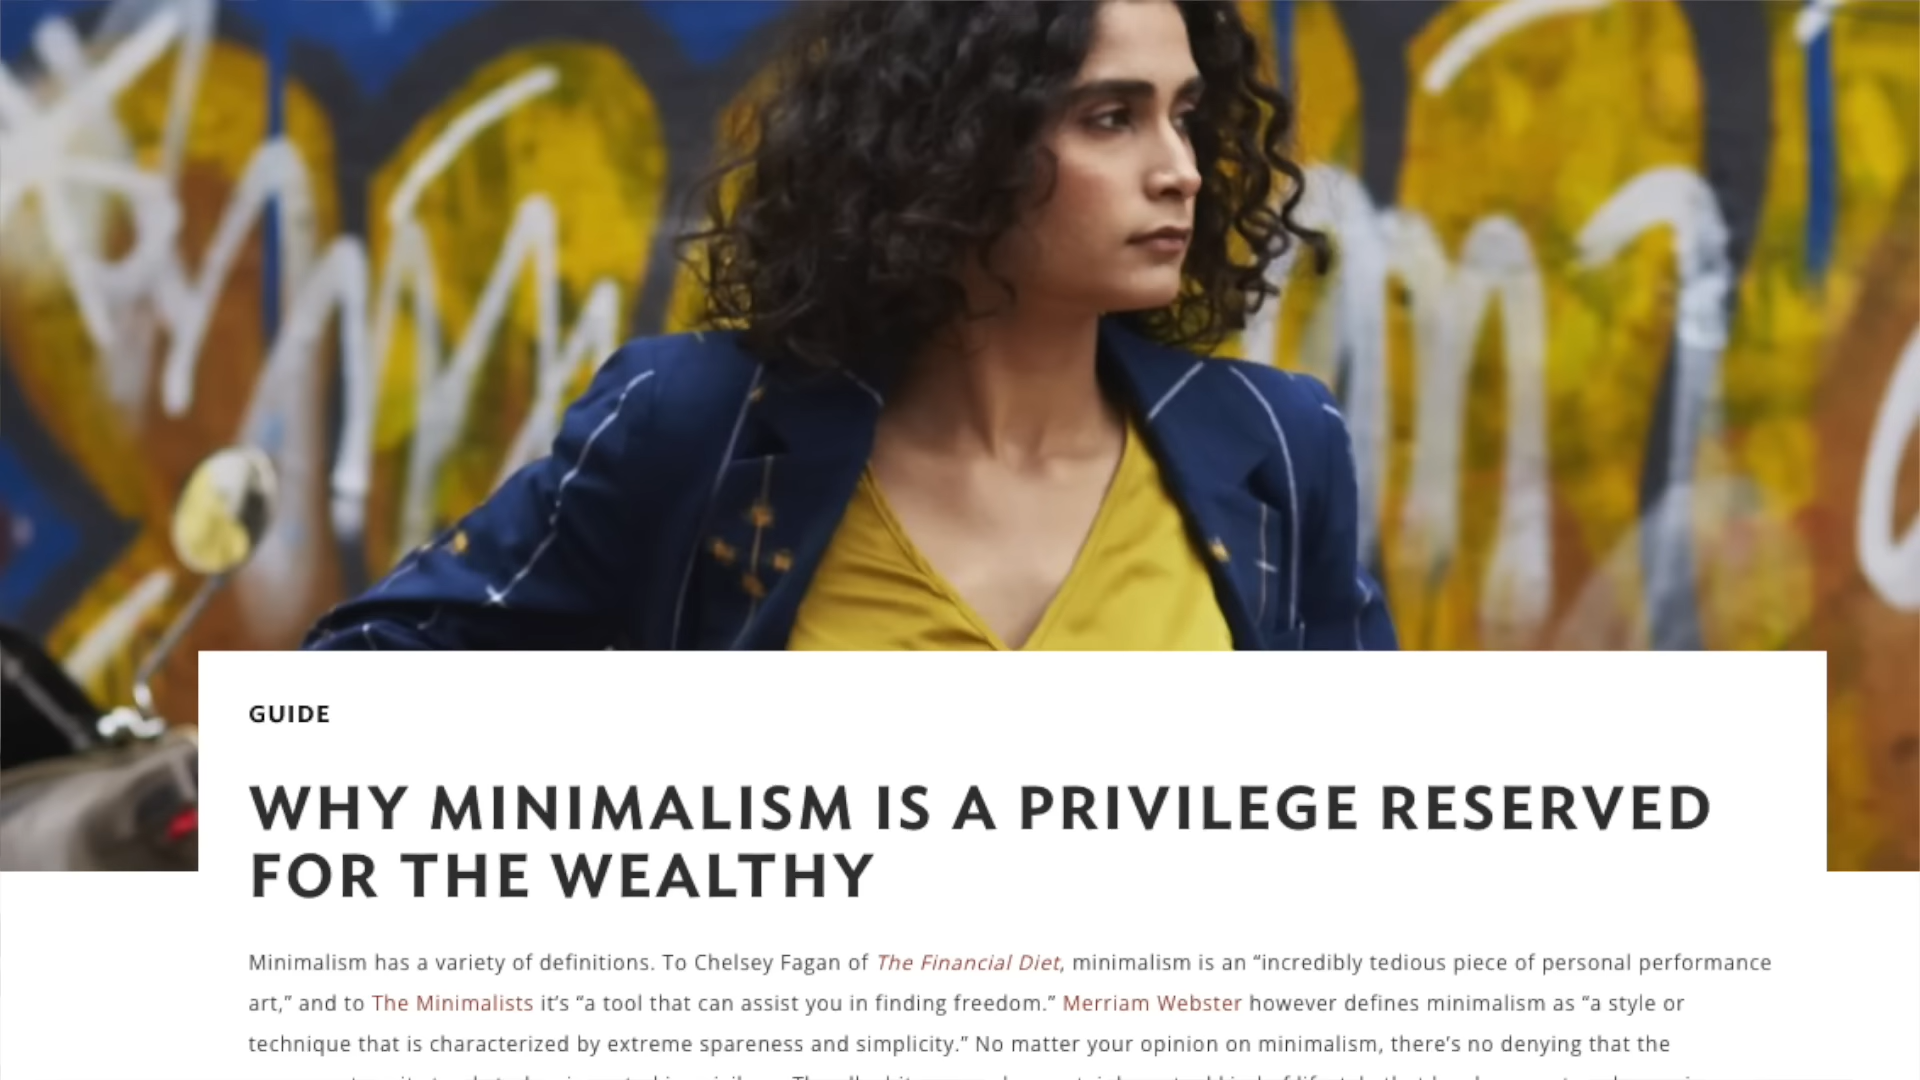 GUIDE
WHY MINIMALISM IS A PRIVILEGE RESERVED
FOR THE WEALTHY
Minimalism has a variety of definitions. To Chelsey Fagan of The Financial Diet, minimalism is an “incredibly tedious piece of personal performance
art,” and to The Minimalists it’s “a tool that can assist you in finding freedom.” Merriam Webster however defines minimalism as “a style or
technique that is characterized by extreme spareness and simplicity.” No matter your opinion on minimalism, there’s no denying that the